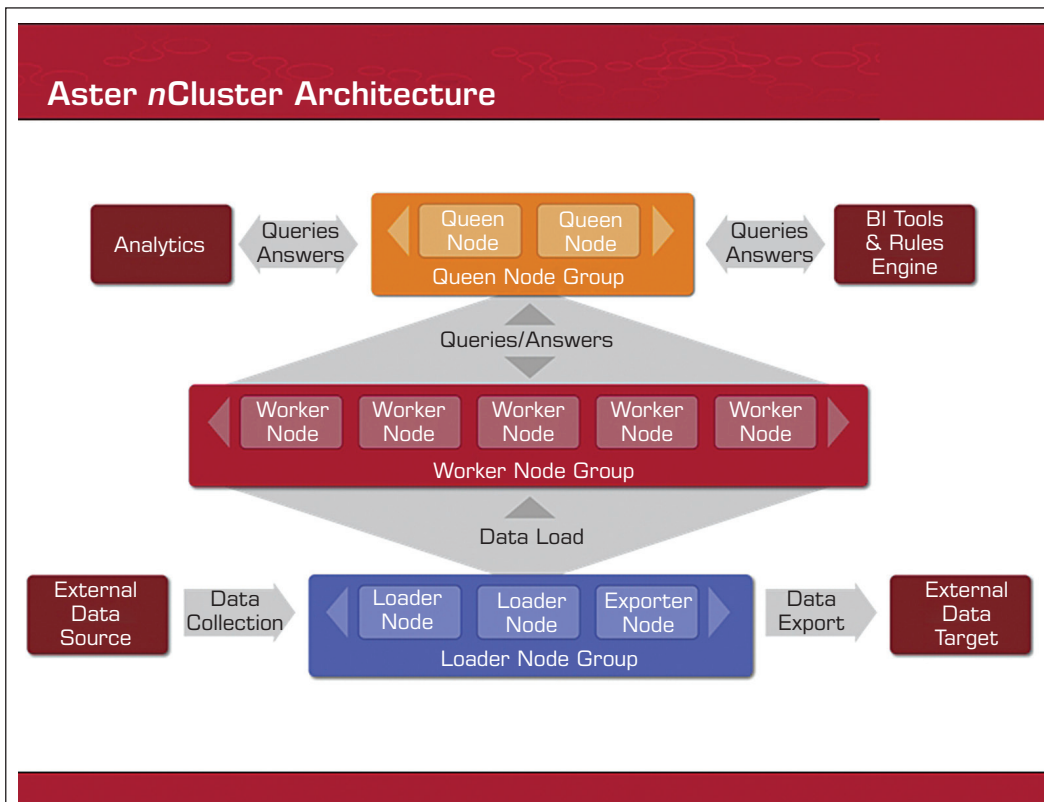 Aster nCluster Architecture
Analytics
Queries
Answers
Queen
Node
Queen
Node
Queen Node Group
Queries
Answers
BI Tools
& Rules
Engine
Queries/Answers
Worker
Node
Worker
Node
Worker
Node
Worker
Node
Worker
Node
Worker Node Group
Data Load
External
Data
Source
Data
Collection
Loader
Node
Loader
Node
Exporter
Node
Loader Node Group
Data
Export
External
Data
Target